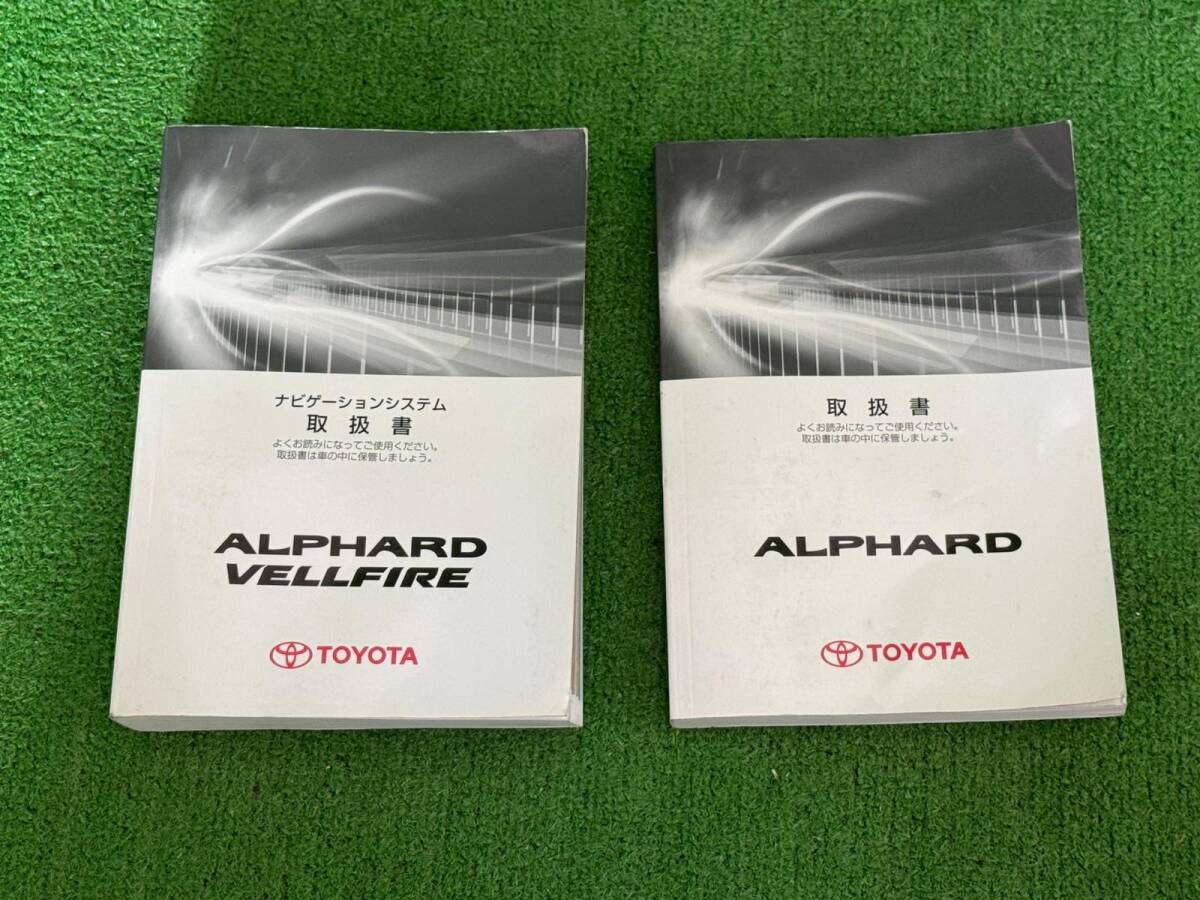 ナビゲーションシステム
取扱書
よくお読みになってご使用ください。
取扱書は車の中に保管しましょう。
ALPHARD
VELLFIRE
TOYOTA
取扱書
よくお読みになってご使用ください。
取扱書は車の中に保管しましょう。
ALPHARD
TOYOTA